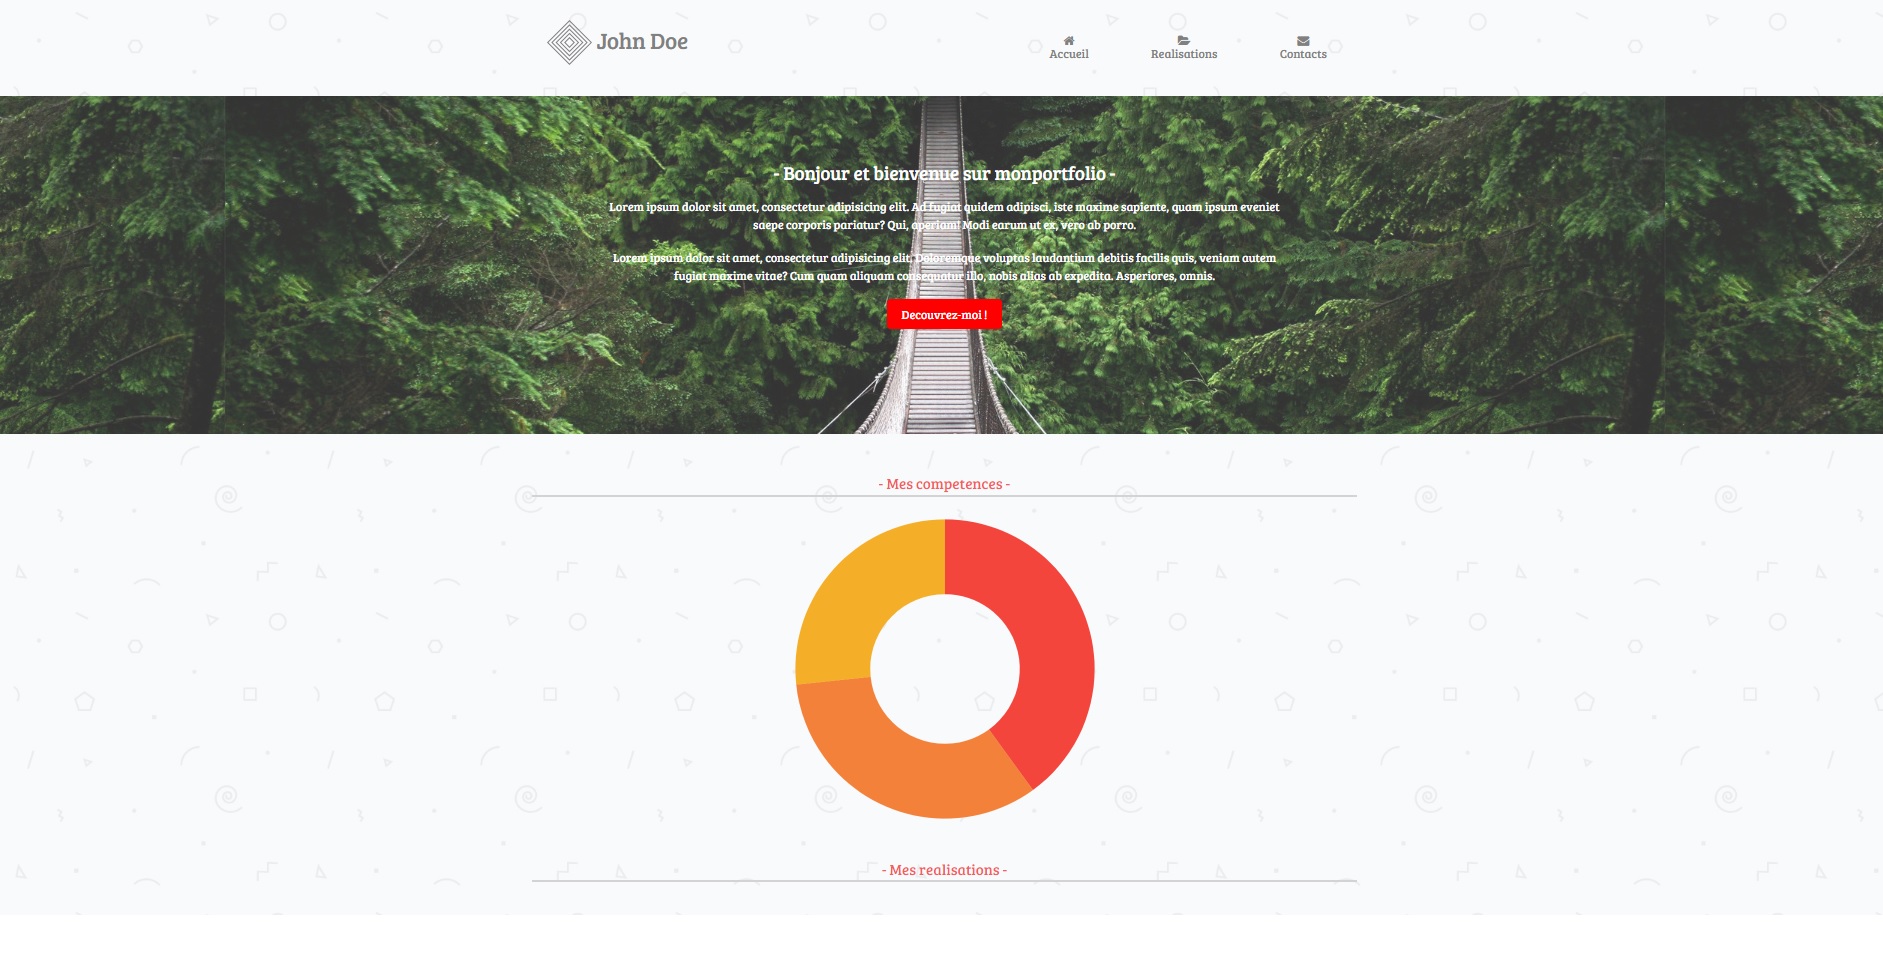 John Doe
Accueil
Realisations
Contacts
- Bonjour et bienvenue sur monportfolio -
Lorem ipsum dolor sit amet, consectetur adipisicing elit. Ad fugiat quidem adipisci, iste maxime sapiente, quam ipsum eveniet
saepe corporis pariatur? Qui, aperiam! Modi earum ut ex, vero ab porro.
Lorem ipsum dolor sit amet, consectetur adipisicing elit. Doloremque voluptas laudantium debitis facilis quis, veniam autem
fugiat maxime vitae? Cum quam aliquam consequatur illo, nobis alias ab expedita. Asperiores, omnis.
Decouvrez-moi !
- Mes competences -
- Mes realisations -